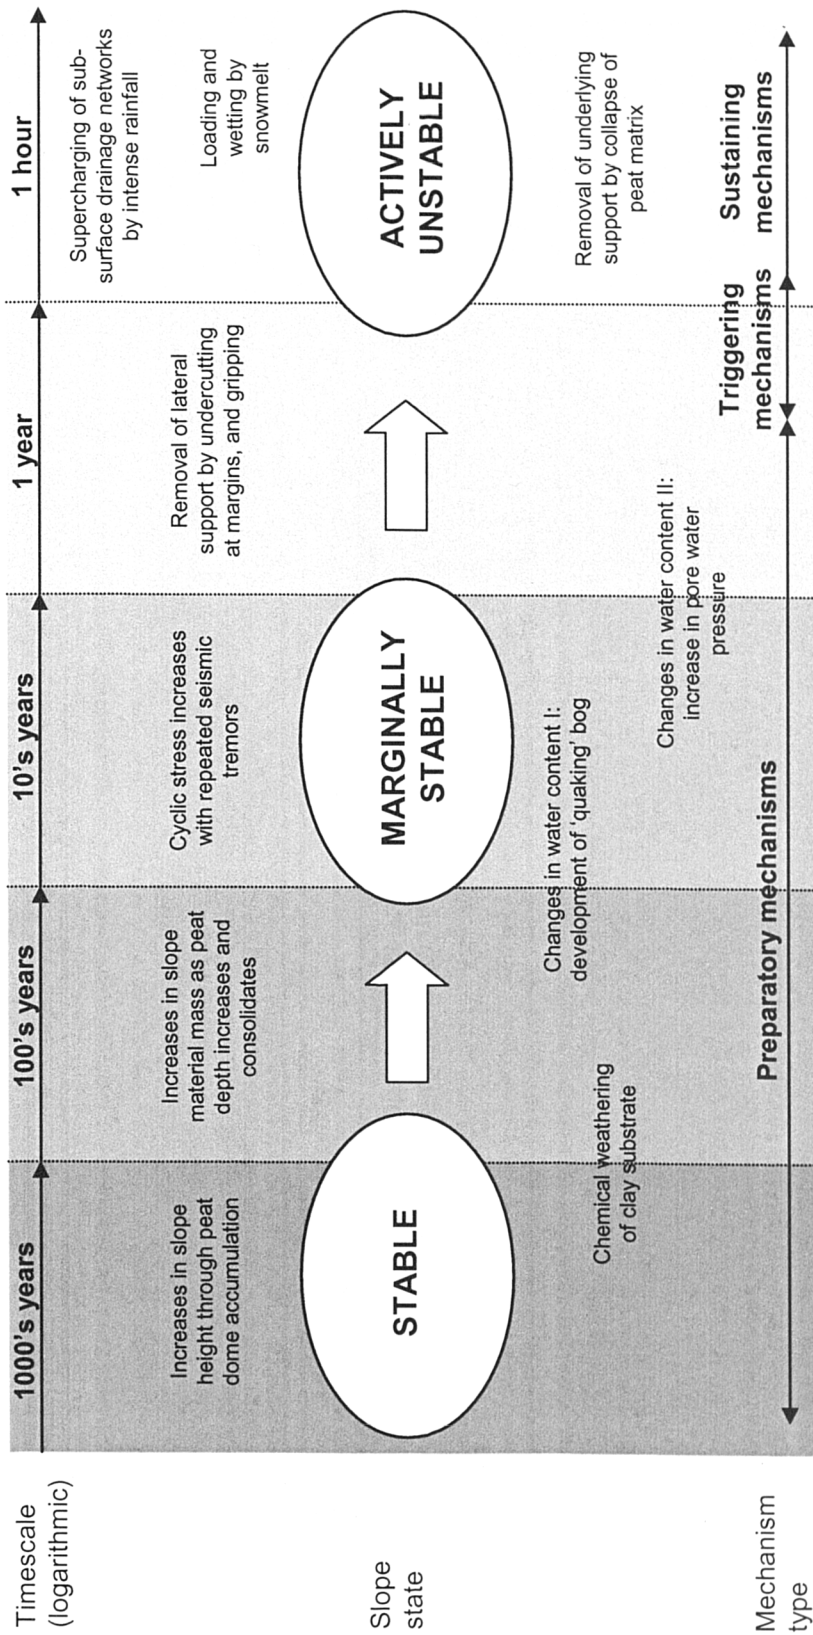 Timescale
(logarithmic)
1000's years
100's years
10's years
1 year
1 hour
Increases in slope
height through peat
dome accumulation
Increases in slope
material mass as peat
depth increases and
consolidates
Cyclic stress increases
with repeated seismic
tremors
Removal of lateral
support by undercutting
at margins, and gripping
Supercharging of sub-
surface drainage networks
by intense rainfall
Loading and
wetting by
snowmelt
Slope
state
STABLE
MARGINALLY
STABLE
ACTIVELY
UNSTABLE
Chemical weathering
of clay substrate
Changes in water content I:
development of 'quaking' bog
Changes in water content II:
increase in pore water
pressure
Removal of underlying
support by collapse of
peat matrix
Mechanism
type
Preparatory mechanisms
Triggering
mechanisms
Sustaining
mechanisms